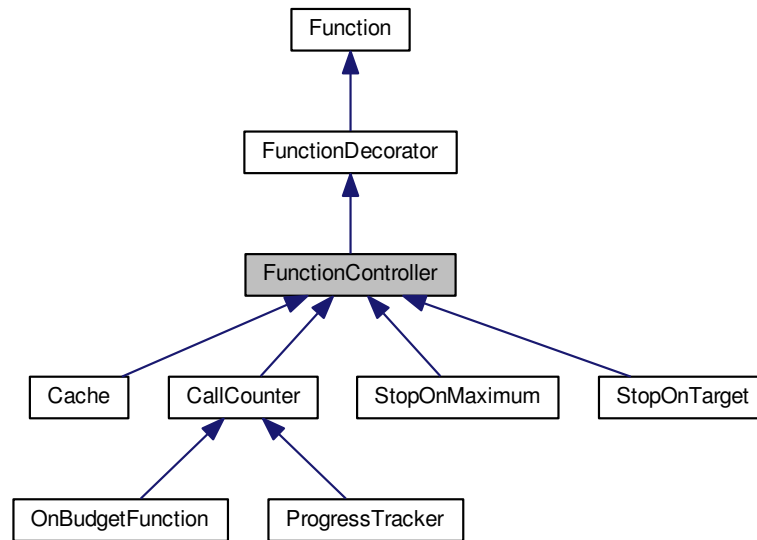 Function
FunctionDecorator
FunctionController
Cache CallCounter StopOnMaximum StopOnTarget
OnBudgetFunction ProgressTracker